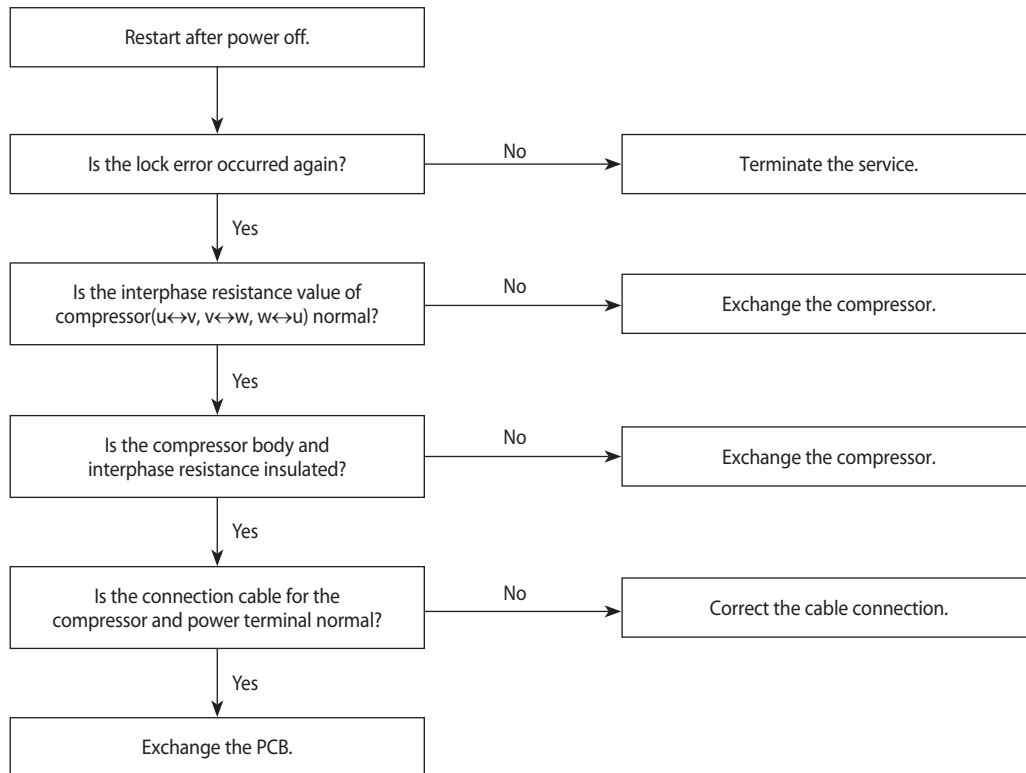 Restart after power off.
Is the lock error occurred again?
No
Terminate the service.
Yes
Is the interphase resistance value of
compressor(u↔v, v↔w, w↔u) normal?
No
Exchange the compressor.
Yes
Is the compressor body and
interphase resistance insulated?
No
Exchange the compressor.
Yes
Is the connection cable for the
compressor and power terminal normal?
No
Correct the cable connection.
Yes
Exchange the PCB.